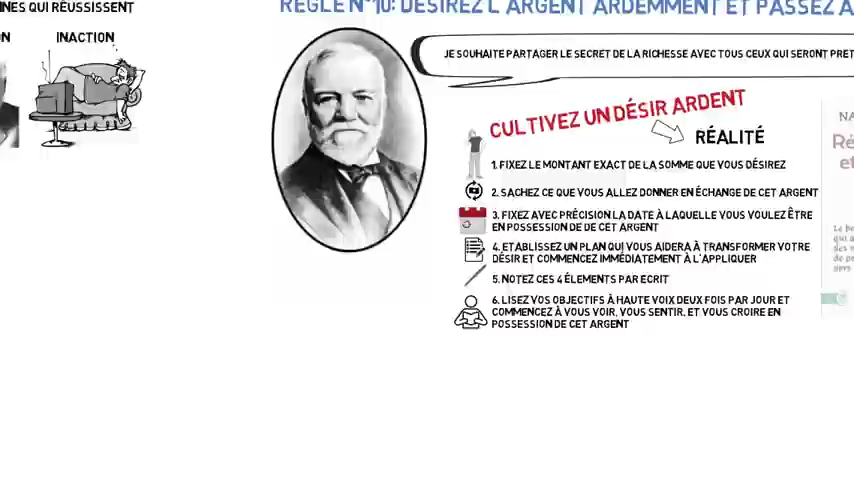 NES QUI RÉUSSISSENT
INACTION
RÈGLE N°10: DÉSIREZ L'ARGENT ARDEMMENT ET PASSEZ À
JE SOUHAITE PARTAGER LE SECRET DE LA RICHESSE AVEC TOUS CEUX QUI SERONT PRET
CULTIVEZ UN DÉSIR ARDENT
RÉALITÉ
1. FIXEZ LE MONTANT EXACT DE LA SOMME QUE VOUS DÉSIREZ
2. SACHEZ CE QUE VOUS ALLEZ DONNER EN ÉCHANGE DE CET ARGENT
3. FIXEZ AVEC PRÉCISION LA DATE À LAQUELLE VOUS VOULEZ ÊTRE
EN POSSESSION DE DE CET ARGENT
4. ETABLISSEZ UN PLAN QUI VOUS AIDERA À TRANSFORMER VOTRE
DÉSIR ET COMMENCEZ IMMÉDIATEMENT À L'APPLIQUER
5. NOTEZ CES 4 ÉLEMENTS PAR ECRIT
6. LISEZ VOS OBJECTIFS À HAUTE VOIX DEUX FOIS PAR JOUR ET
COMMENCEZ À VOUS VOIR, VOUS SENTIR, ET VOUS CROIRE EN
POSSESSION DE CET ARGENT
NA
Ré
et